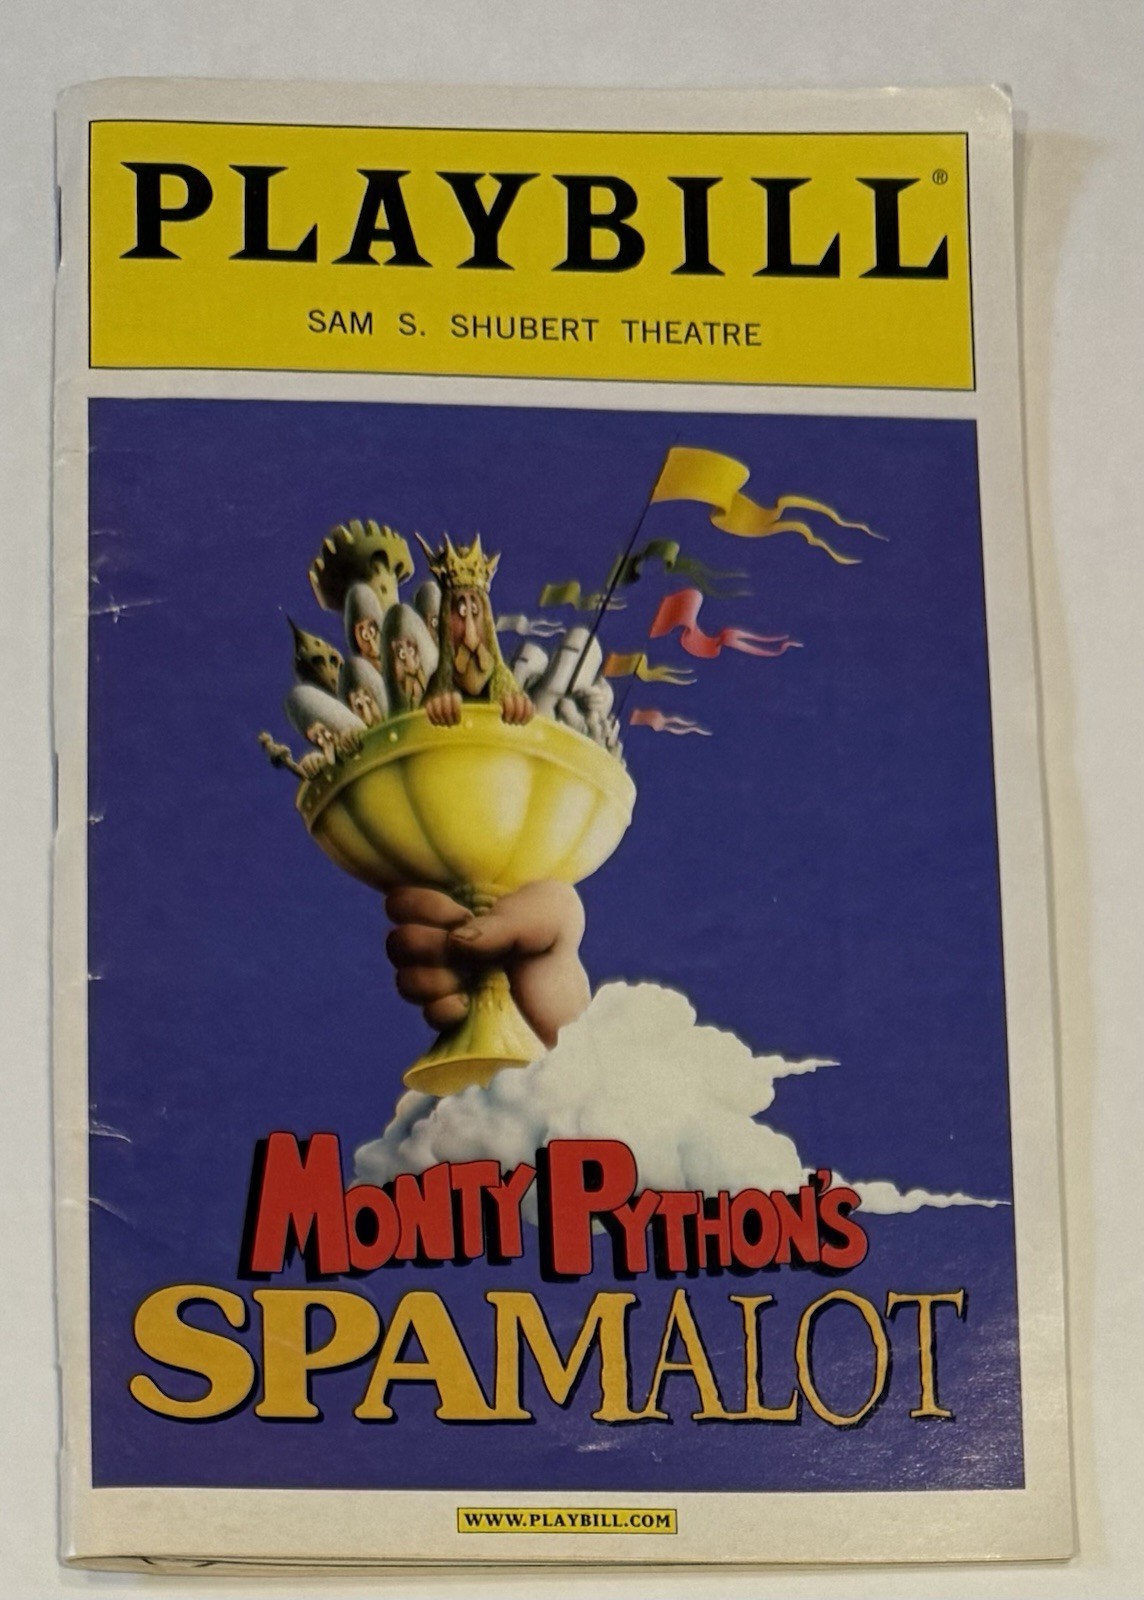 PLAYBILL®
SAM S. SHUBERT THEATRE
MONTY PYTHON'S
SPAMALOT
WWW.PLAYBILL.COM